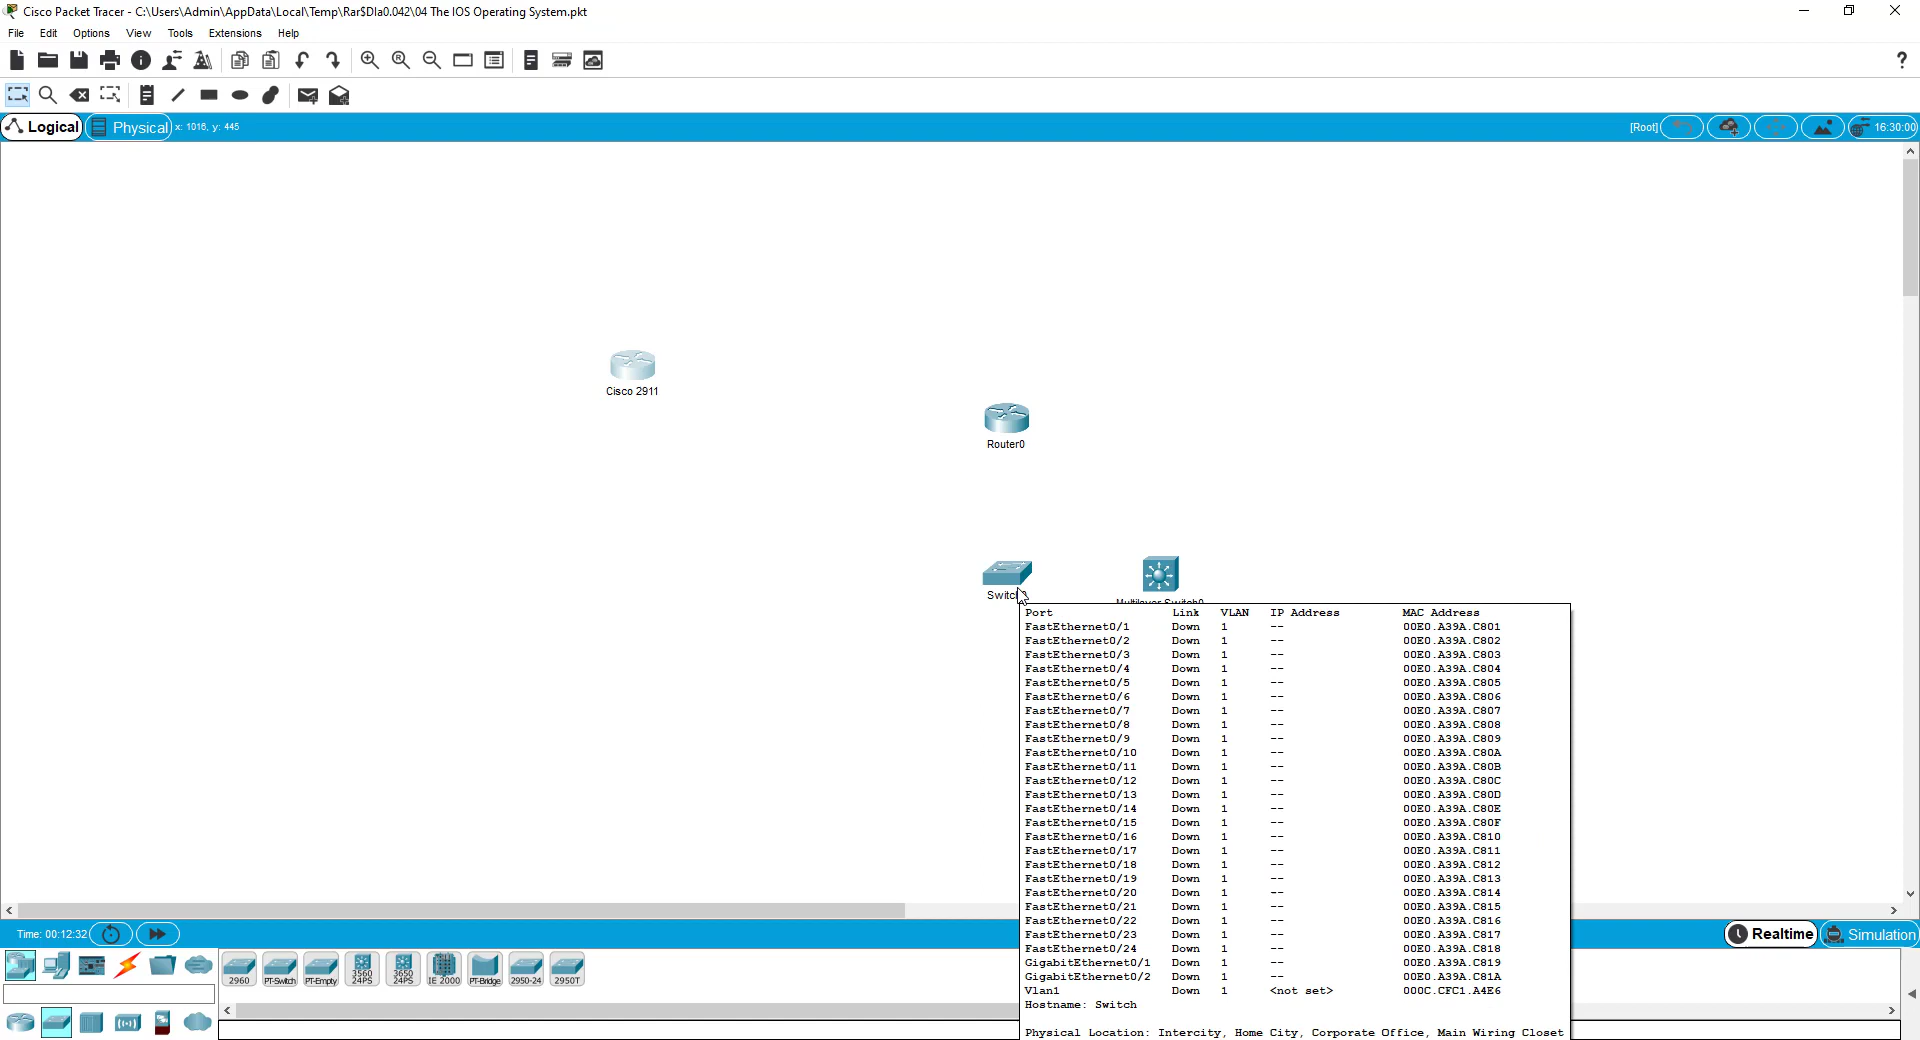 Cisco Packet Tracer - C:\Users\Admin\AppData\Local\Temp\Rar$DIa0.042\04 The IOS Operating System.pkt
File Edit Options View Tools Extensions Help
?
Logical Physical x: 1016, y: 445 [Root] 16:30:00
Cisco 2911
Router0
Switch0
Multilayer Switch0
Port Link VLAN IP Address MAC Address
FastEthernet0/1 Down 1 -- 00E0.A39A.C801
FastEthernet0/2 Down 1 -- 00E0.A39A.C802
FastEthernet0/3 Down 1 -- 00E0.A39A.C803
FastEthernet0/4 Down 1 -- 00E0.A39A.C804
FastEthernet0/5 Down 1 -- 00E0.A39A.C805
FastEthernet0/6 Down 1 -- 00E0.A39A.C806
FastEthernet0/7 Down 1 -- 00E0.A39A.C807
FastEthernet0/8 Down 1 -- 00E0.A39A.C808
FastEthernet0/9 Down 1 -- 00E0.A39A.C809
FastEthernet0/10 Down 1 -- 00E0.A39A.C80A
FastEthernet0/11 Down 1 -- 00E0.A39A.C80B
FastEthernet0/12 Down 1 -- 00E0.A39A.C80C
FastEthernet0/13 Down 1 -- 00E0.A39A.C80D
FastEthernet0/14 Down 1 -- 00E0.A39A.C80E
FastEthernet0/15 Down 1 -- 00E0.A39A.C80F
FastEthernet0/16 Down 1 -- 00E0.A39A.C810
FastEthernet0/17 Down 1 -- 00E0.A39A.C811
FastEthernet0/18 Down 1 -- 00E0.A39A.C812
FastEthernet0/19 Down 1 -- 00E0.A39A.C813
FastEthernet0/20 Down 1 -- 00E0.A39A.C814
FastEthernet0/21 Down 1 -- 00E0.A39A.C815
FastEthernet0/22 Down 1 -- 00E0.A39A.C816
FastEthernet0/23 Down 1 -- 00E0.A39A.C817
FastEthernet0/24 Down 1 -- 00E0.A39A.C818
GigabitEthernet0/1 Down 1 -- 00E0.A39A.C819
GigabitEthernet0/2 Down 1 -- 00E0.A39A.C81A
Vlan1 Down 1 <not set> 000C.CFC1.A4E6
Hostname: Switch
Physical Location: Intercity, Home City, Corporate Office, Main Wiring Closet
Time: 00:12:32 Realtime Simulation
2960 PT-Switch PT-Empty 3560 24PS 3650 24PS IE 2000 PT-Bridge 2950-24 2950T